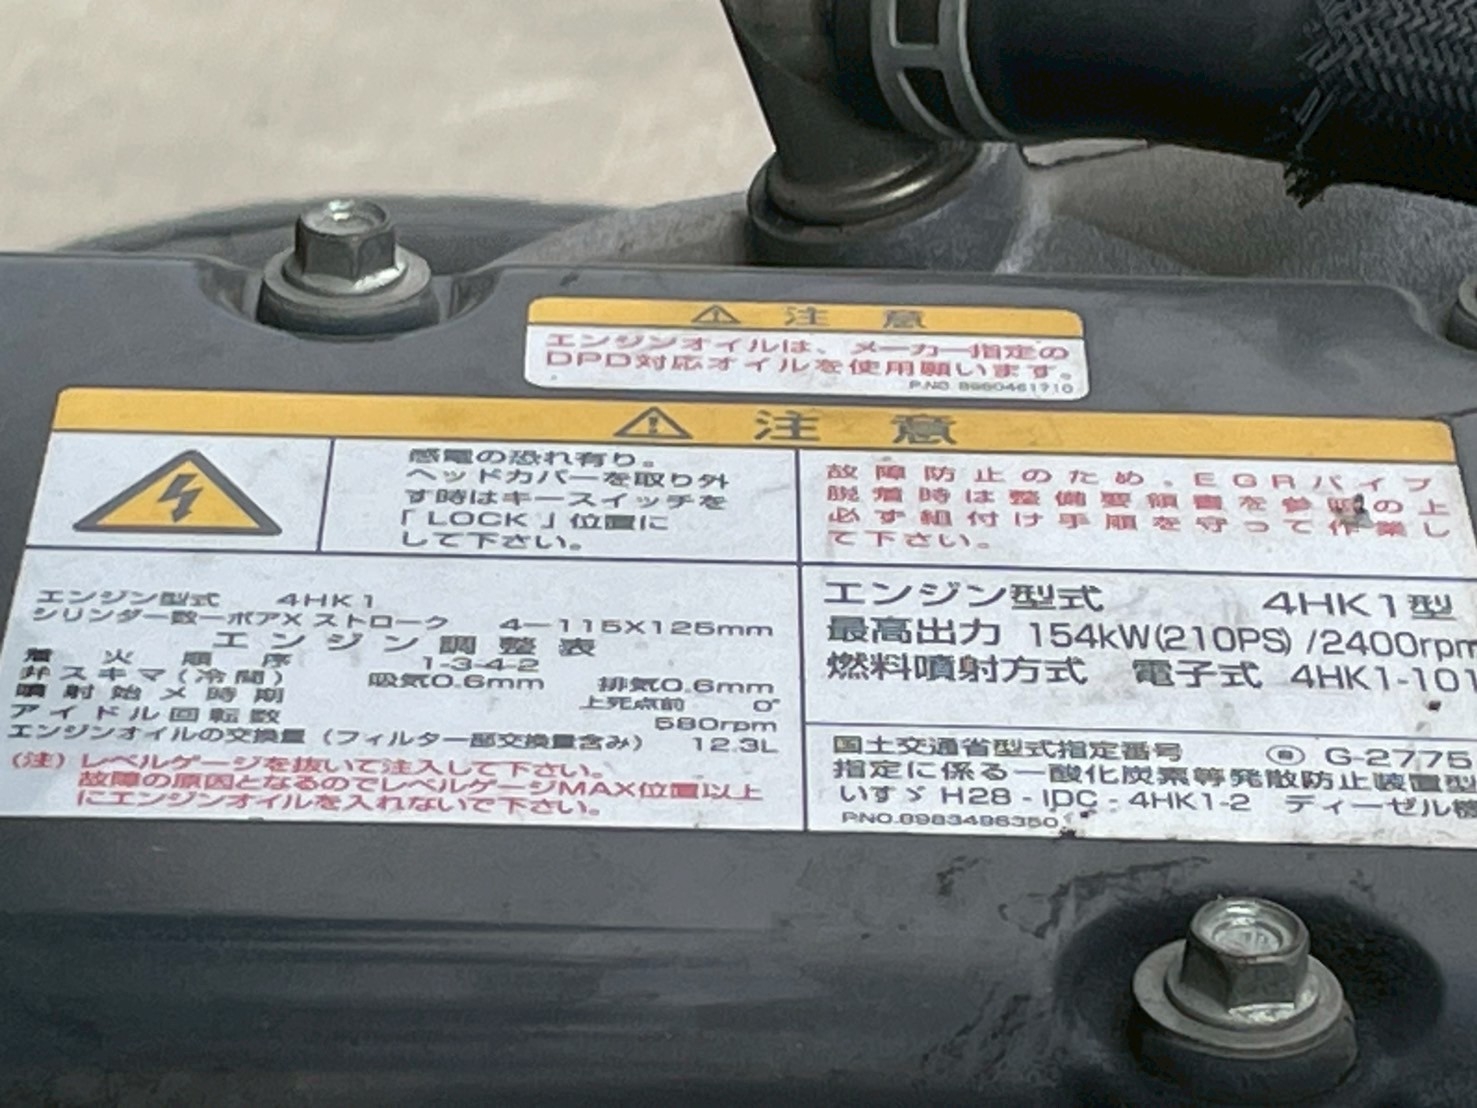 注意
エンジンオイルは、メーカー指定の
DPD対応オイルを使用願います。
P.NO. 8980461710
注意
感電の恐れ有り。
ヘッドカバーを取り外
す時はキースイッチを
「LOCK」位置に
して下さい。
故障防止のため、EGRパイプ
脱着時は整備要領書を参照の上
必ず組付け手順を守って作業し
て下さい。
エンジン型式 4HK1
シリンダー数ーボアXストローク 4ー115X125mm
エンジン調整表
着火順序 1-3-4-2
弁スキマ(冷間) 吸気0.6mm 排気0.6mm
噴射始メ時期 上死点前 0°
アイドル回転数 580rpm
エンジンオイルの交換量(フィルター部交換量含み) 12.3L
(注)レベルゲージを抜いて注入して下さい。
故障の原因となるのでレベルゲージMAX位置以上
にエンジンオイルを入れないで下さい。
エンジン型式 4HK1型
最高出力 154kW(210PS)/2400rpm
燃料噴射方式 電子式 4HK1-101
国土交通省型式指定番号 G-2775
指定に係る一酸化炭素等発散防止装置型
いすゞ H28-IDC-4HK1-2 ディーゼル機
P.NO.8983486350